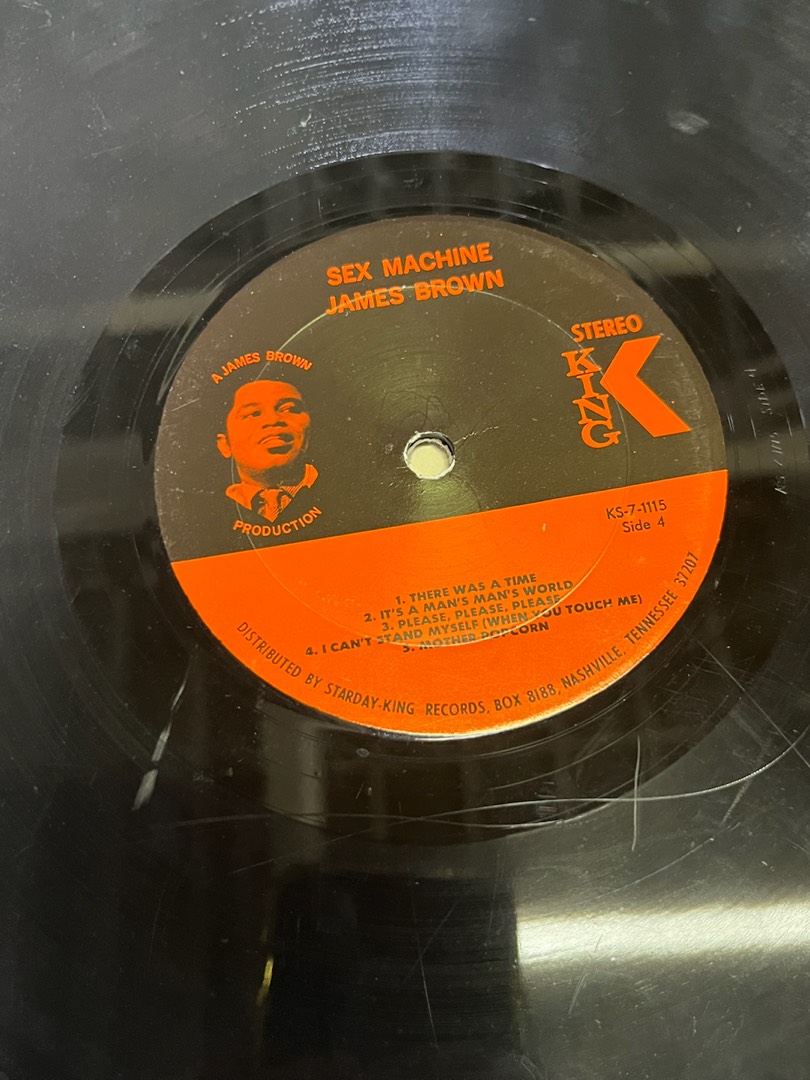 SEX MACHINE
JAMES BROWN
A JAMES BROWN
PRODUCTION
STEREO
KING
KS-7-1115
Side 4
1. THERE WAS A TIME
2. IT'S A MAN'S MAN'S WORLD
3. PLEASE, PLEASE, PLEASE
4. I CAN'T STAND MYSELF (WHEN YOU TOUCH ME)
5. MOTHER POPCORN
DISTRIBUTED BY STARDAY-KING RECORDS, BOX 8188, NASHVILLE, TENNESSEE 37207